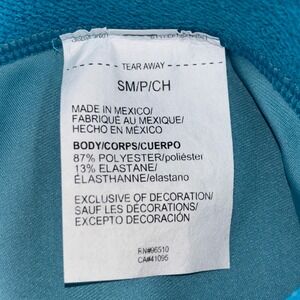 TEAR AWAY
SM/P/CH
MADE IN MEXICO/
FABRIQUÉ AU MEXIQUE/
HECHO EN MÉXICO
BODY/CORPS/CUERPO
87% POLYESTER/poliéster
13% ELASTANE/
ÉLASTHANNE/elastano
EXCLUSIVE OF DECORATION/
SAUF LES DÉCORATIONS/
EXCEPTO DECORACIÓN
RN#96510
CA#41095